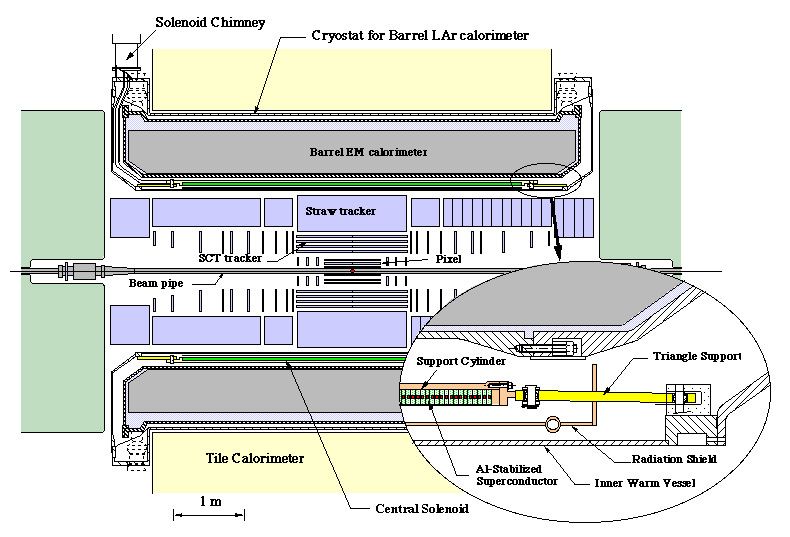 Solenoid Chimney
Cryostat for Barrel LAr calorimeter
Barrel EM calorimeter
Straw tracker
SCT tracker
Pixel
Beam pipe
Support Cylinder
Triangle Support
Tile Calorimeter
Radiation Shield
Al-Stabilized
Superconductor
Inner Warm Vessel
1 m
Central Solenoid